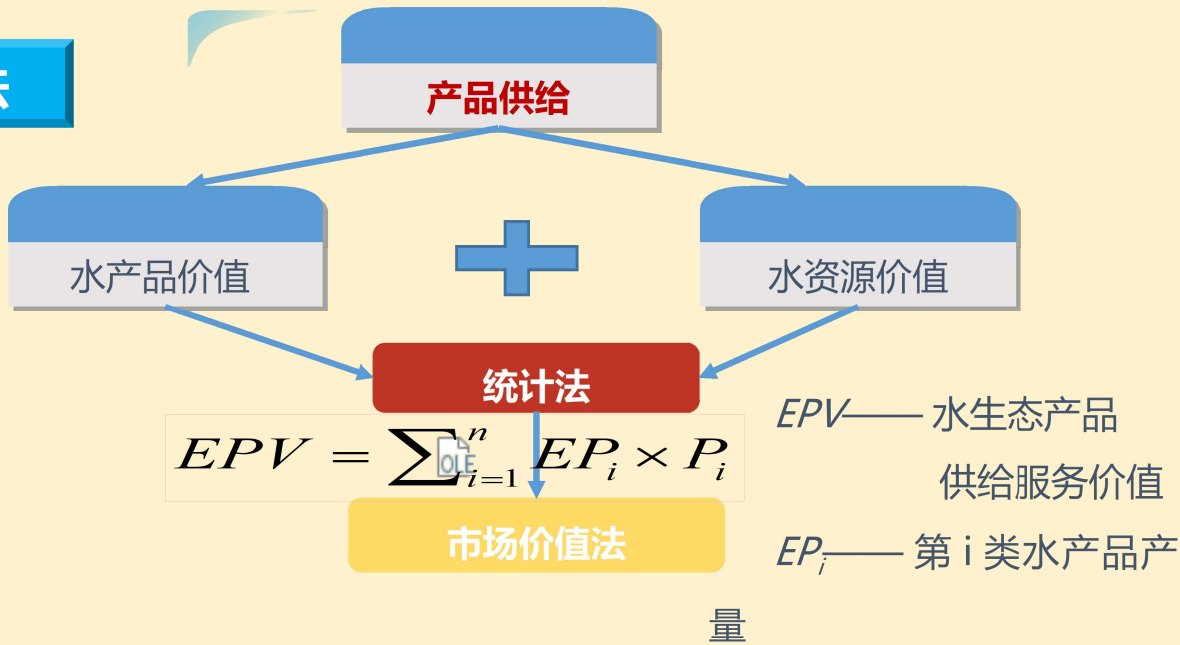 法
产品供给
水产品价值
水资源价值
统计法
EPV = ∑_{i=1}^{n} EP_i × P_i
OLE
市场价值法
EPV—— 水生态产品
供给服务价值
EP_i—— 第 i 类水产品产
量